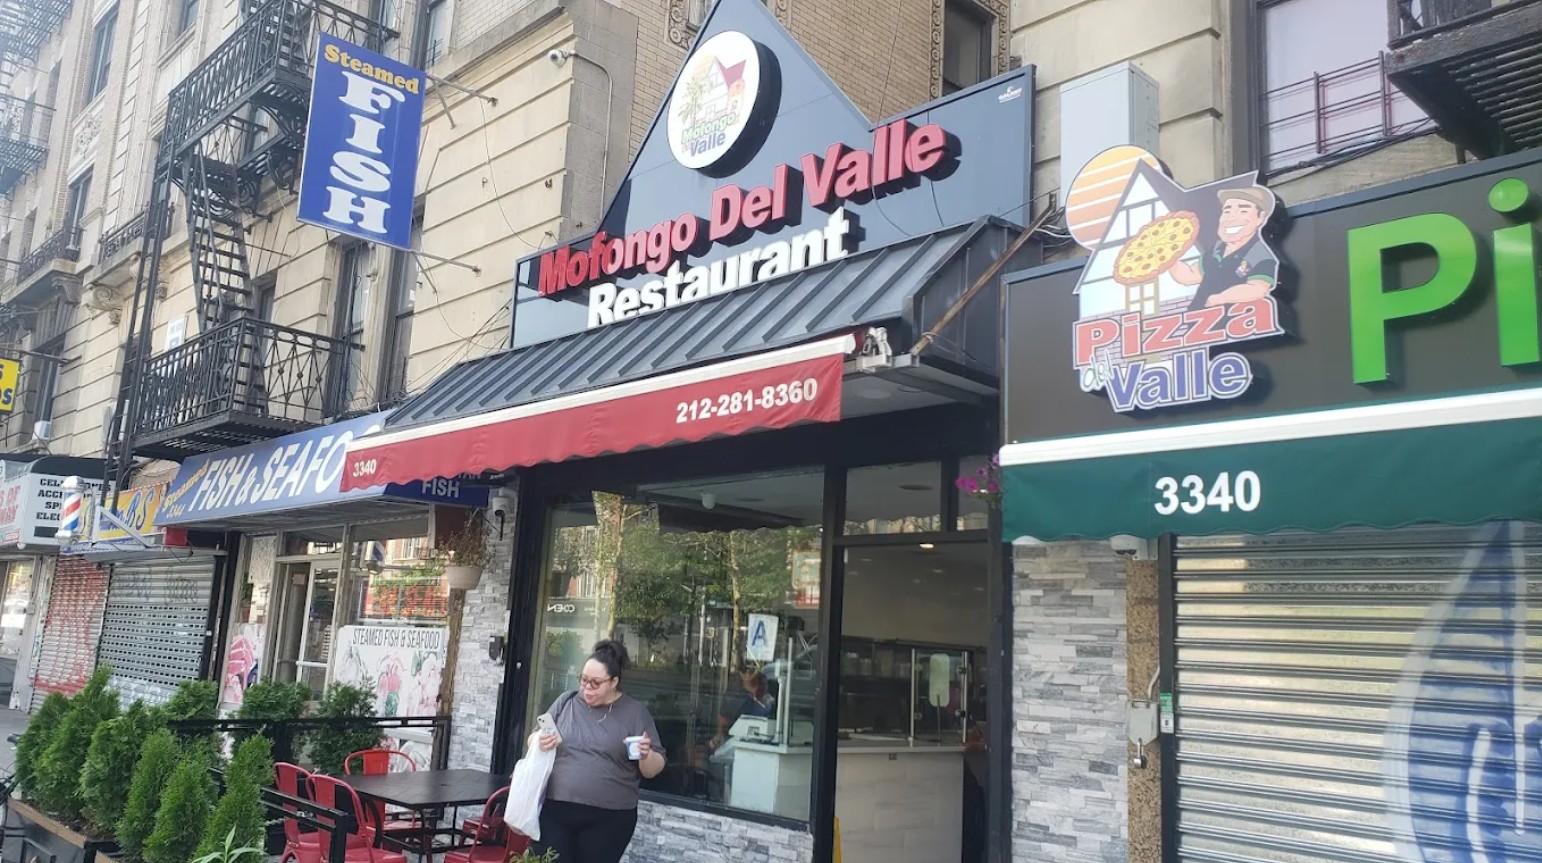 Steamed
FISH
Mofongo
Valle
Mofongo Del Valle
Restaurant
212-281-8360
3340
FISH & SEAFO
FISH
STEAMED FISH & SEAFOOD
A
Pizza
del
Valle
Pi
3340